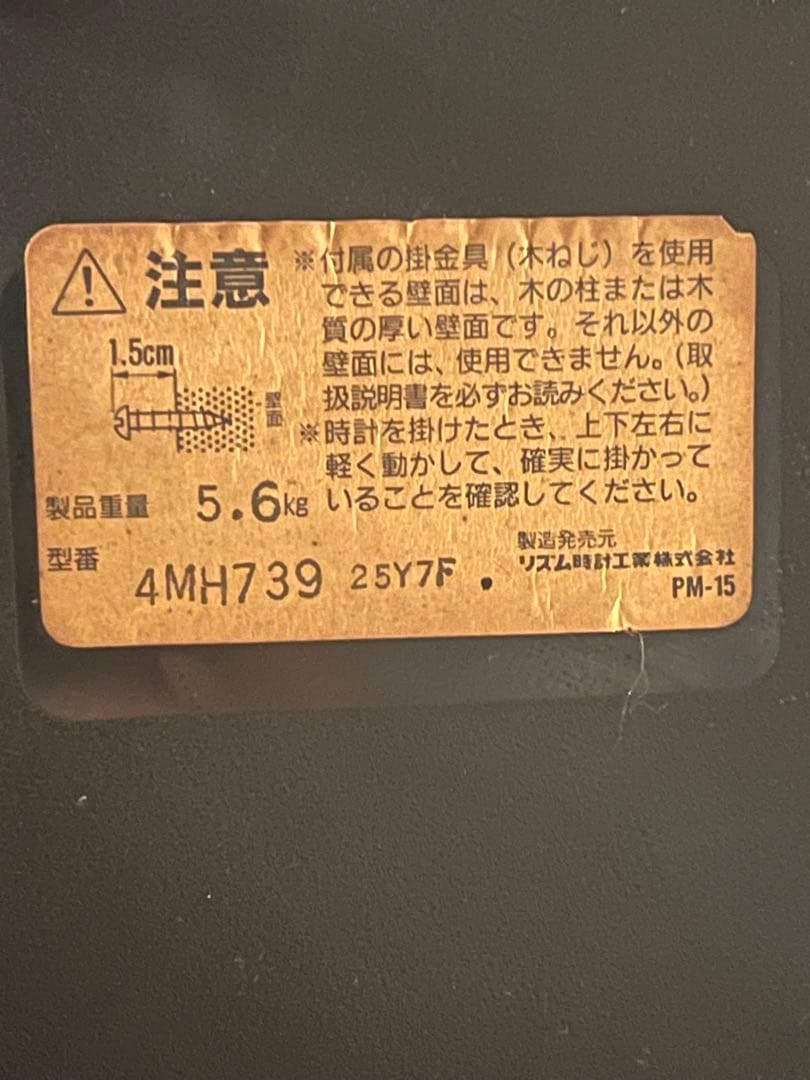 注意
※付属の掛金具（木ねじ）を使用
できる壁面は、木の柱または木
質の厚い壁面です。それ以外の
壁面には、使用できません。（取
扱説明書を必ずお読みください。）
※時計を掛けたとき、上下左右に
軽く動かして、確実に掛かって
いることを確認してください。
1.5cm
壁面
製品重量 5.6kg
型番 4MH739 25Y7F.
製造発売元
リズム時計工業株式会社
PM-15